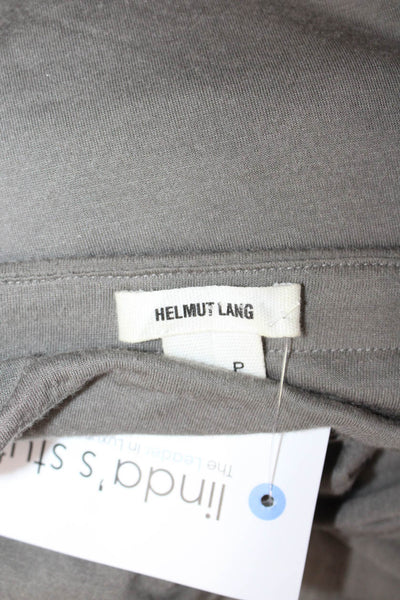 HELMUT LANG
P
linda's stu
The Leader in Lux